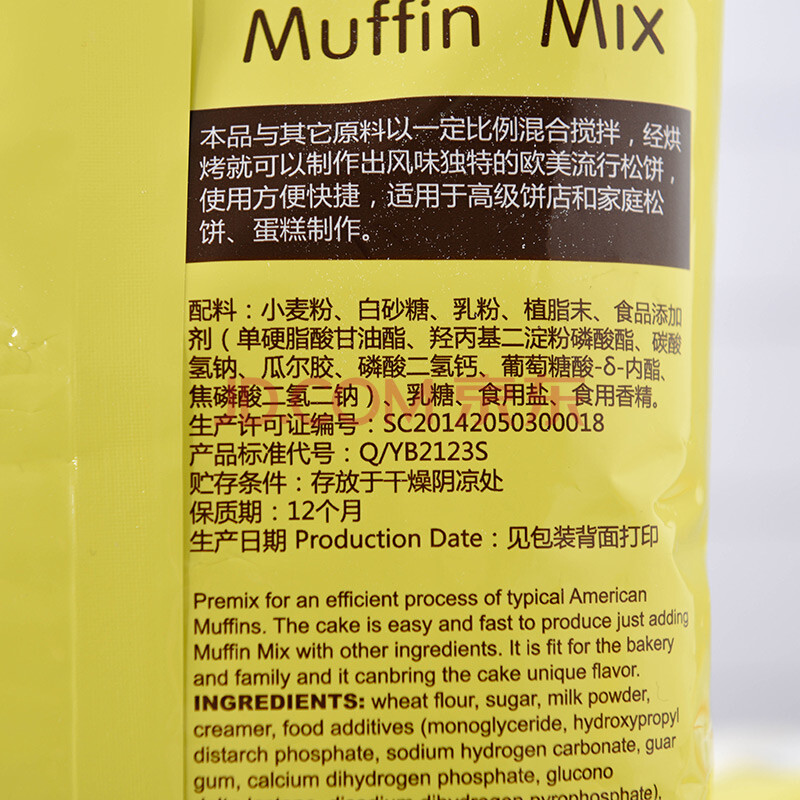 Muffin Mix
本品与其它原料以一定比例混合搅拌，经烘
烤就可以制作出风味独特的欧美流行松饼，
使用方便快捷，适用于高级饼店和家庭松
饼、蛋糕制作。
配料：小麦粉、白砂糖、乳粉、植脂末、食品添加
剂（单硬脂酸甘油酯、羟丙基二淀粉磷酸酯、碳酸
氢钠、瓜尔胶、磷酸二氢钙、葡萄糖酸-δ-内酯、
焦磷酸二氢二钠）、乳糖、食用盐、食用香精。
JD.COM 京东
生产许可证编号：SC20142050300018
产品标准代号：Q/YB2123S
贮存条件：存放于干燥阴凉处
保质期：12个月
生产日期 Production Date：见包装背面打印
Premix for an efficient process of typical American
Muffins. The cake is easy and fast to produce just adding
Muffin Mix with other ingredients. It is fit for the bakery
and family and it canbring the cake unique flavor.
INGREDIENTS: wheat flour, sugar, milk powder,
creamer, food additives (monoglyceride, hydroxypropyl
distarch phosphate, sodium hydrogen carbonate, guar
gum, calcium dihydrogen phosphate, glucono
disodium dihydrogen pyrophosphate),